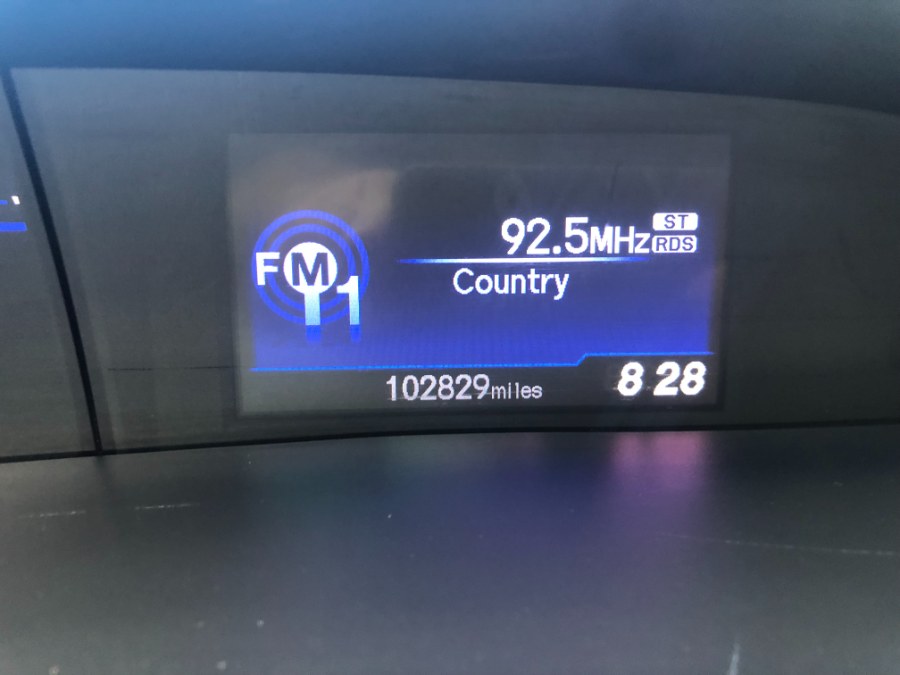 FM 1
92.5MHz ST
RDS
Country
102829miles 8 28